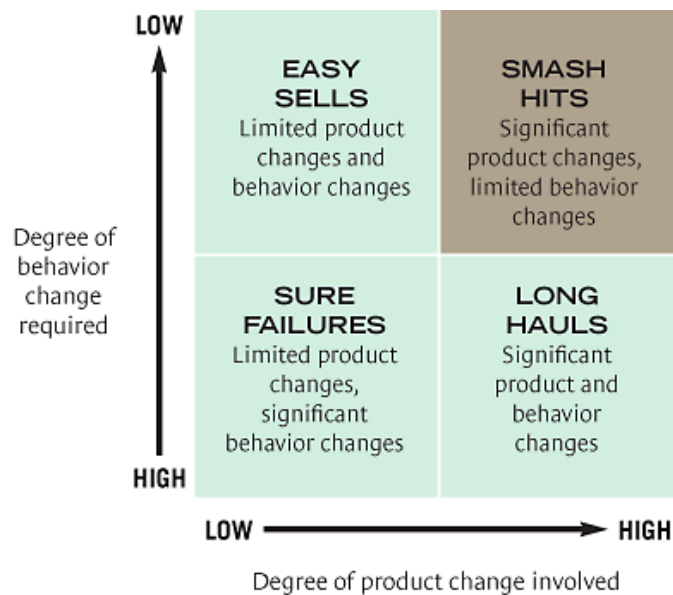 LOW
EASY
SELLS
Limited product
changes and
behavior changes
SMASH
HITS
Significant
product changes,
limited behavior
changes
Degree of
behavior
change
required
SURE
FAILURES
Limited product
changes,
significant
behavior changes
LONG
HAULS
Significant
product and
behavior
changes
HIGH
LOW
HIGH
Degree of product change involved